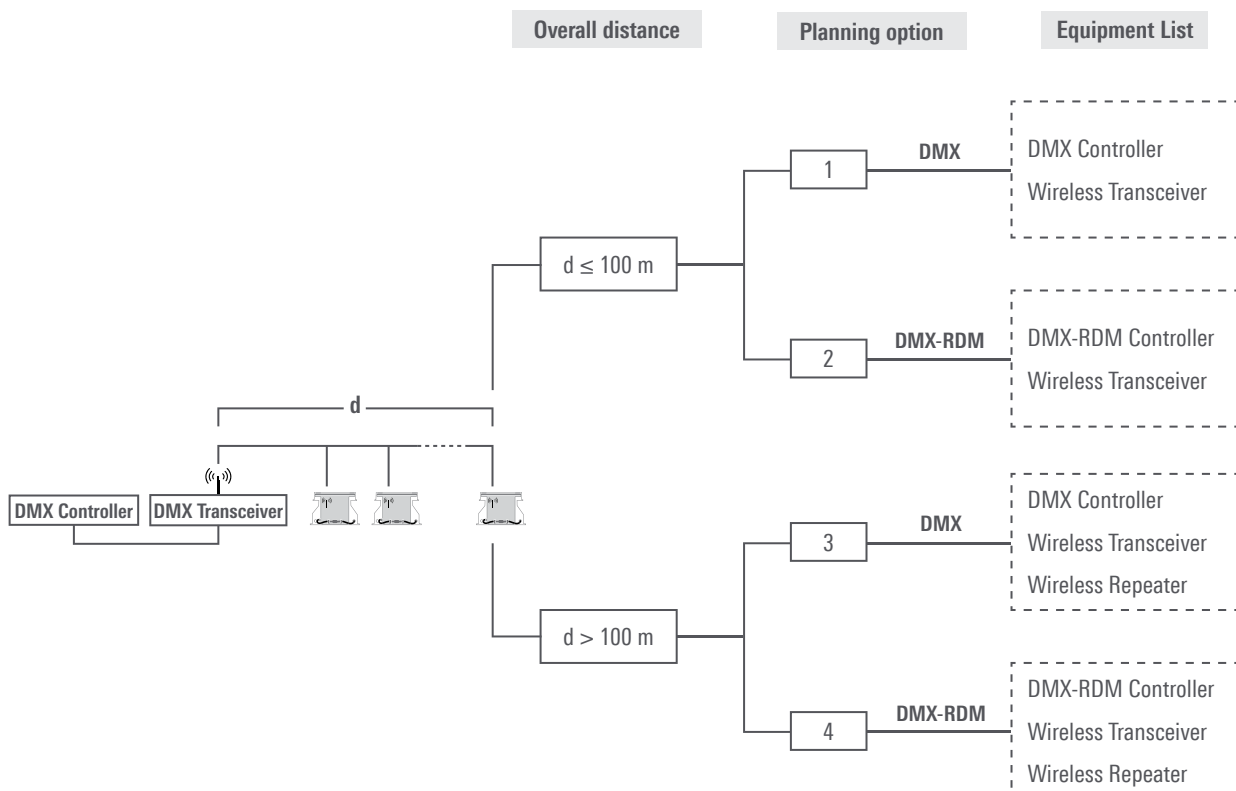 Overall distance
Planning option
Equipment List
d ≤ 100 m
1
DMX
DMX Controller
Wireless Transceiver
2
DMX-RDM
DMX-RDM Controller
Wireless Transceiver
d
DMX Controller
DMX Transceiver
d > 100 m
3
DMX
DMX Controller
Wireless Transceiver
Wireless Repeater
4
DMX-RDM
DMX-RDM Controller
Wireless Transceiver
Wireless Repeater